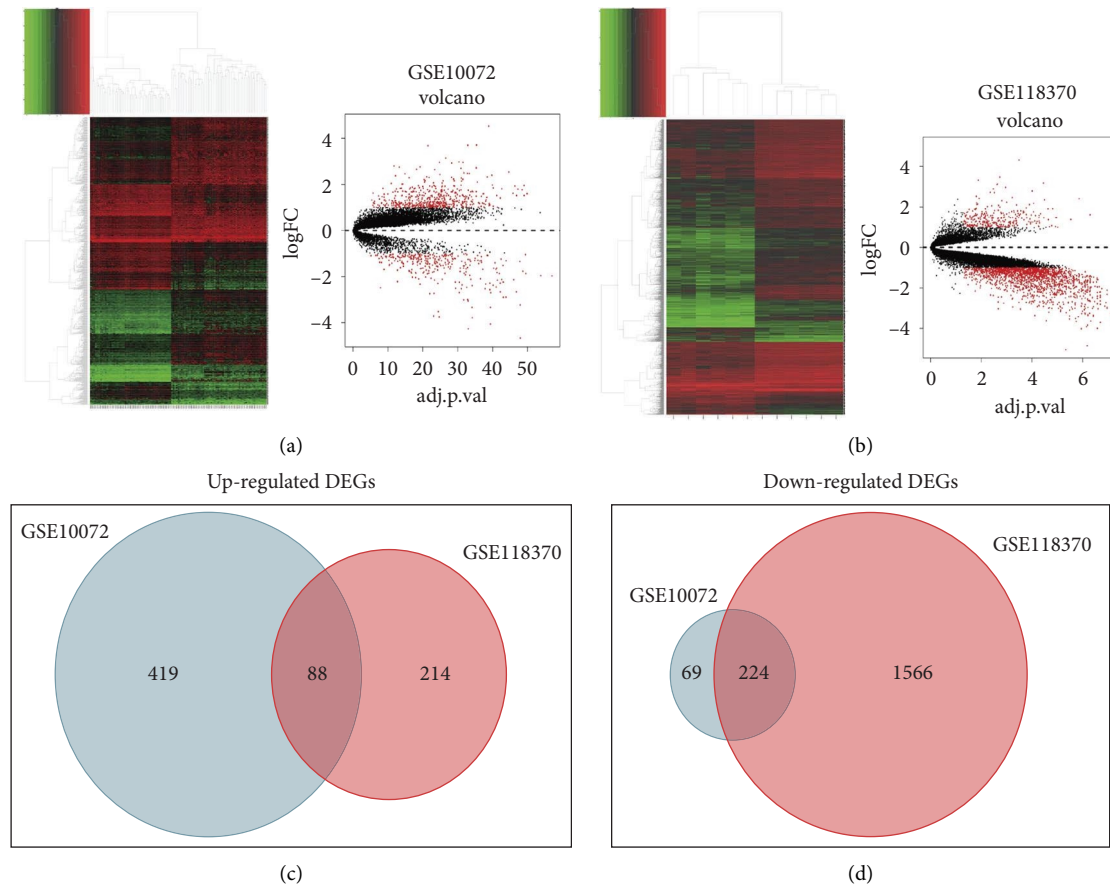 GSE10072
volcano
logFC
4
2
0
−2
−4
0 10 20 30 40 50
adj.p.val
(a)
GSE118370
volcano
logFC
4
2
0
−2
−4
0 2 4 6
adj.p.val
(b)
Up-regulated DEGs
GSE10072
GSE118370
419 88 214
(c)
Down-regulated DEGs
GSE118370
GSE10072
69 224 1566
(d)